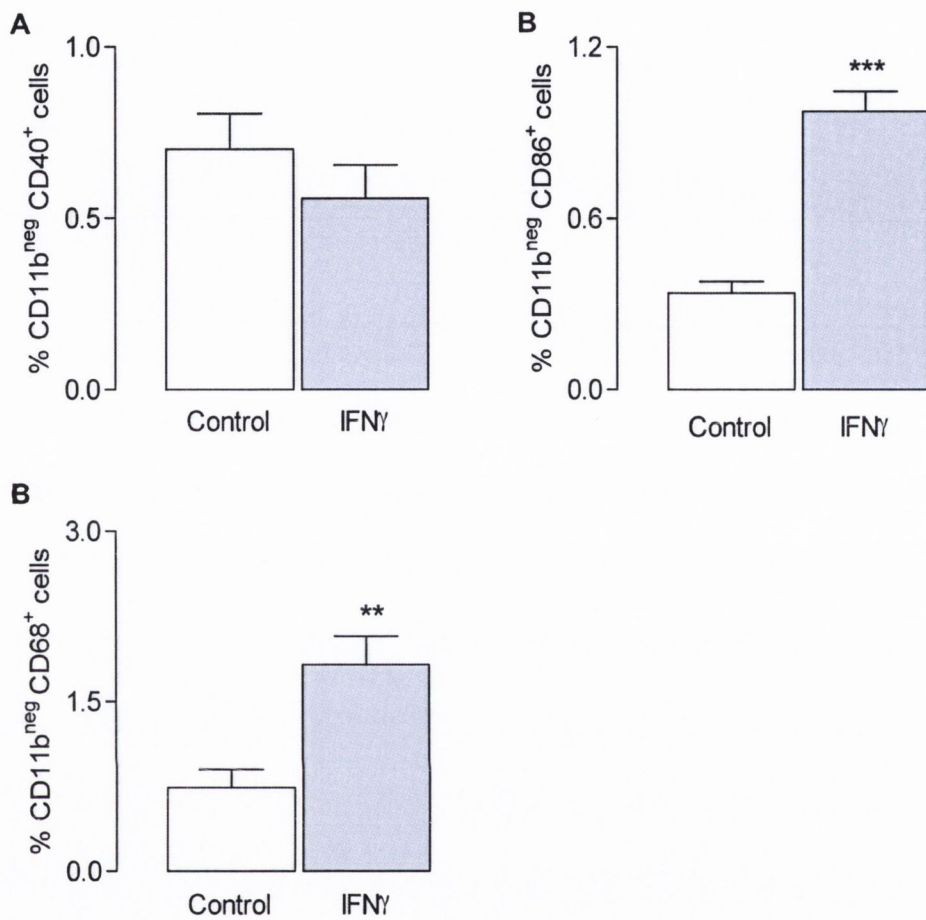 A
% CD11b^neg CD40^+ cells
1.0
0.5
0.0
Control IFNγ
B
% CD11b^neg CD86^+ cells
1.2
0.6
0.0
***
Control IFNγ
B
% CD11b^neg CD68^+ cells
3.0
1.5
0.0
**
Control IFNγ